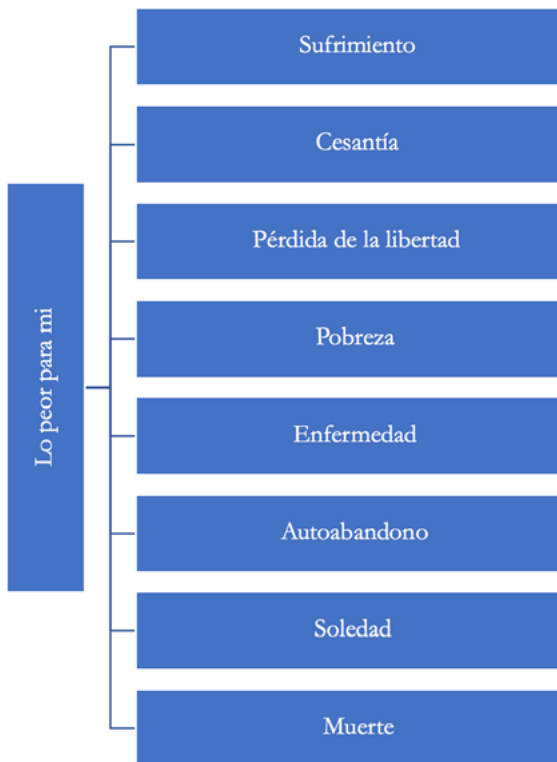 Lo peor para mi
Sufrimiento
Cesantía
Pérdida de la libertad
Pobreza
Enfermedad
Autoabandono
Soledad
Muerte